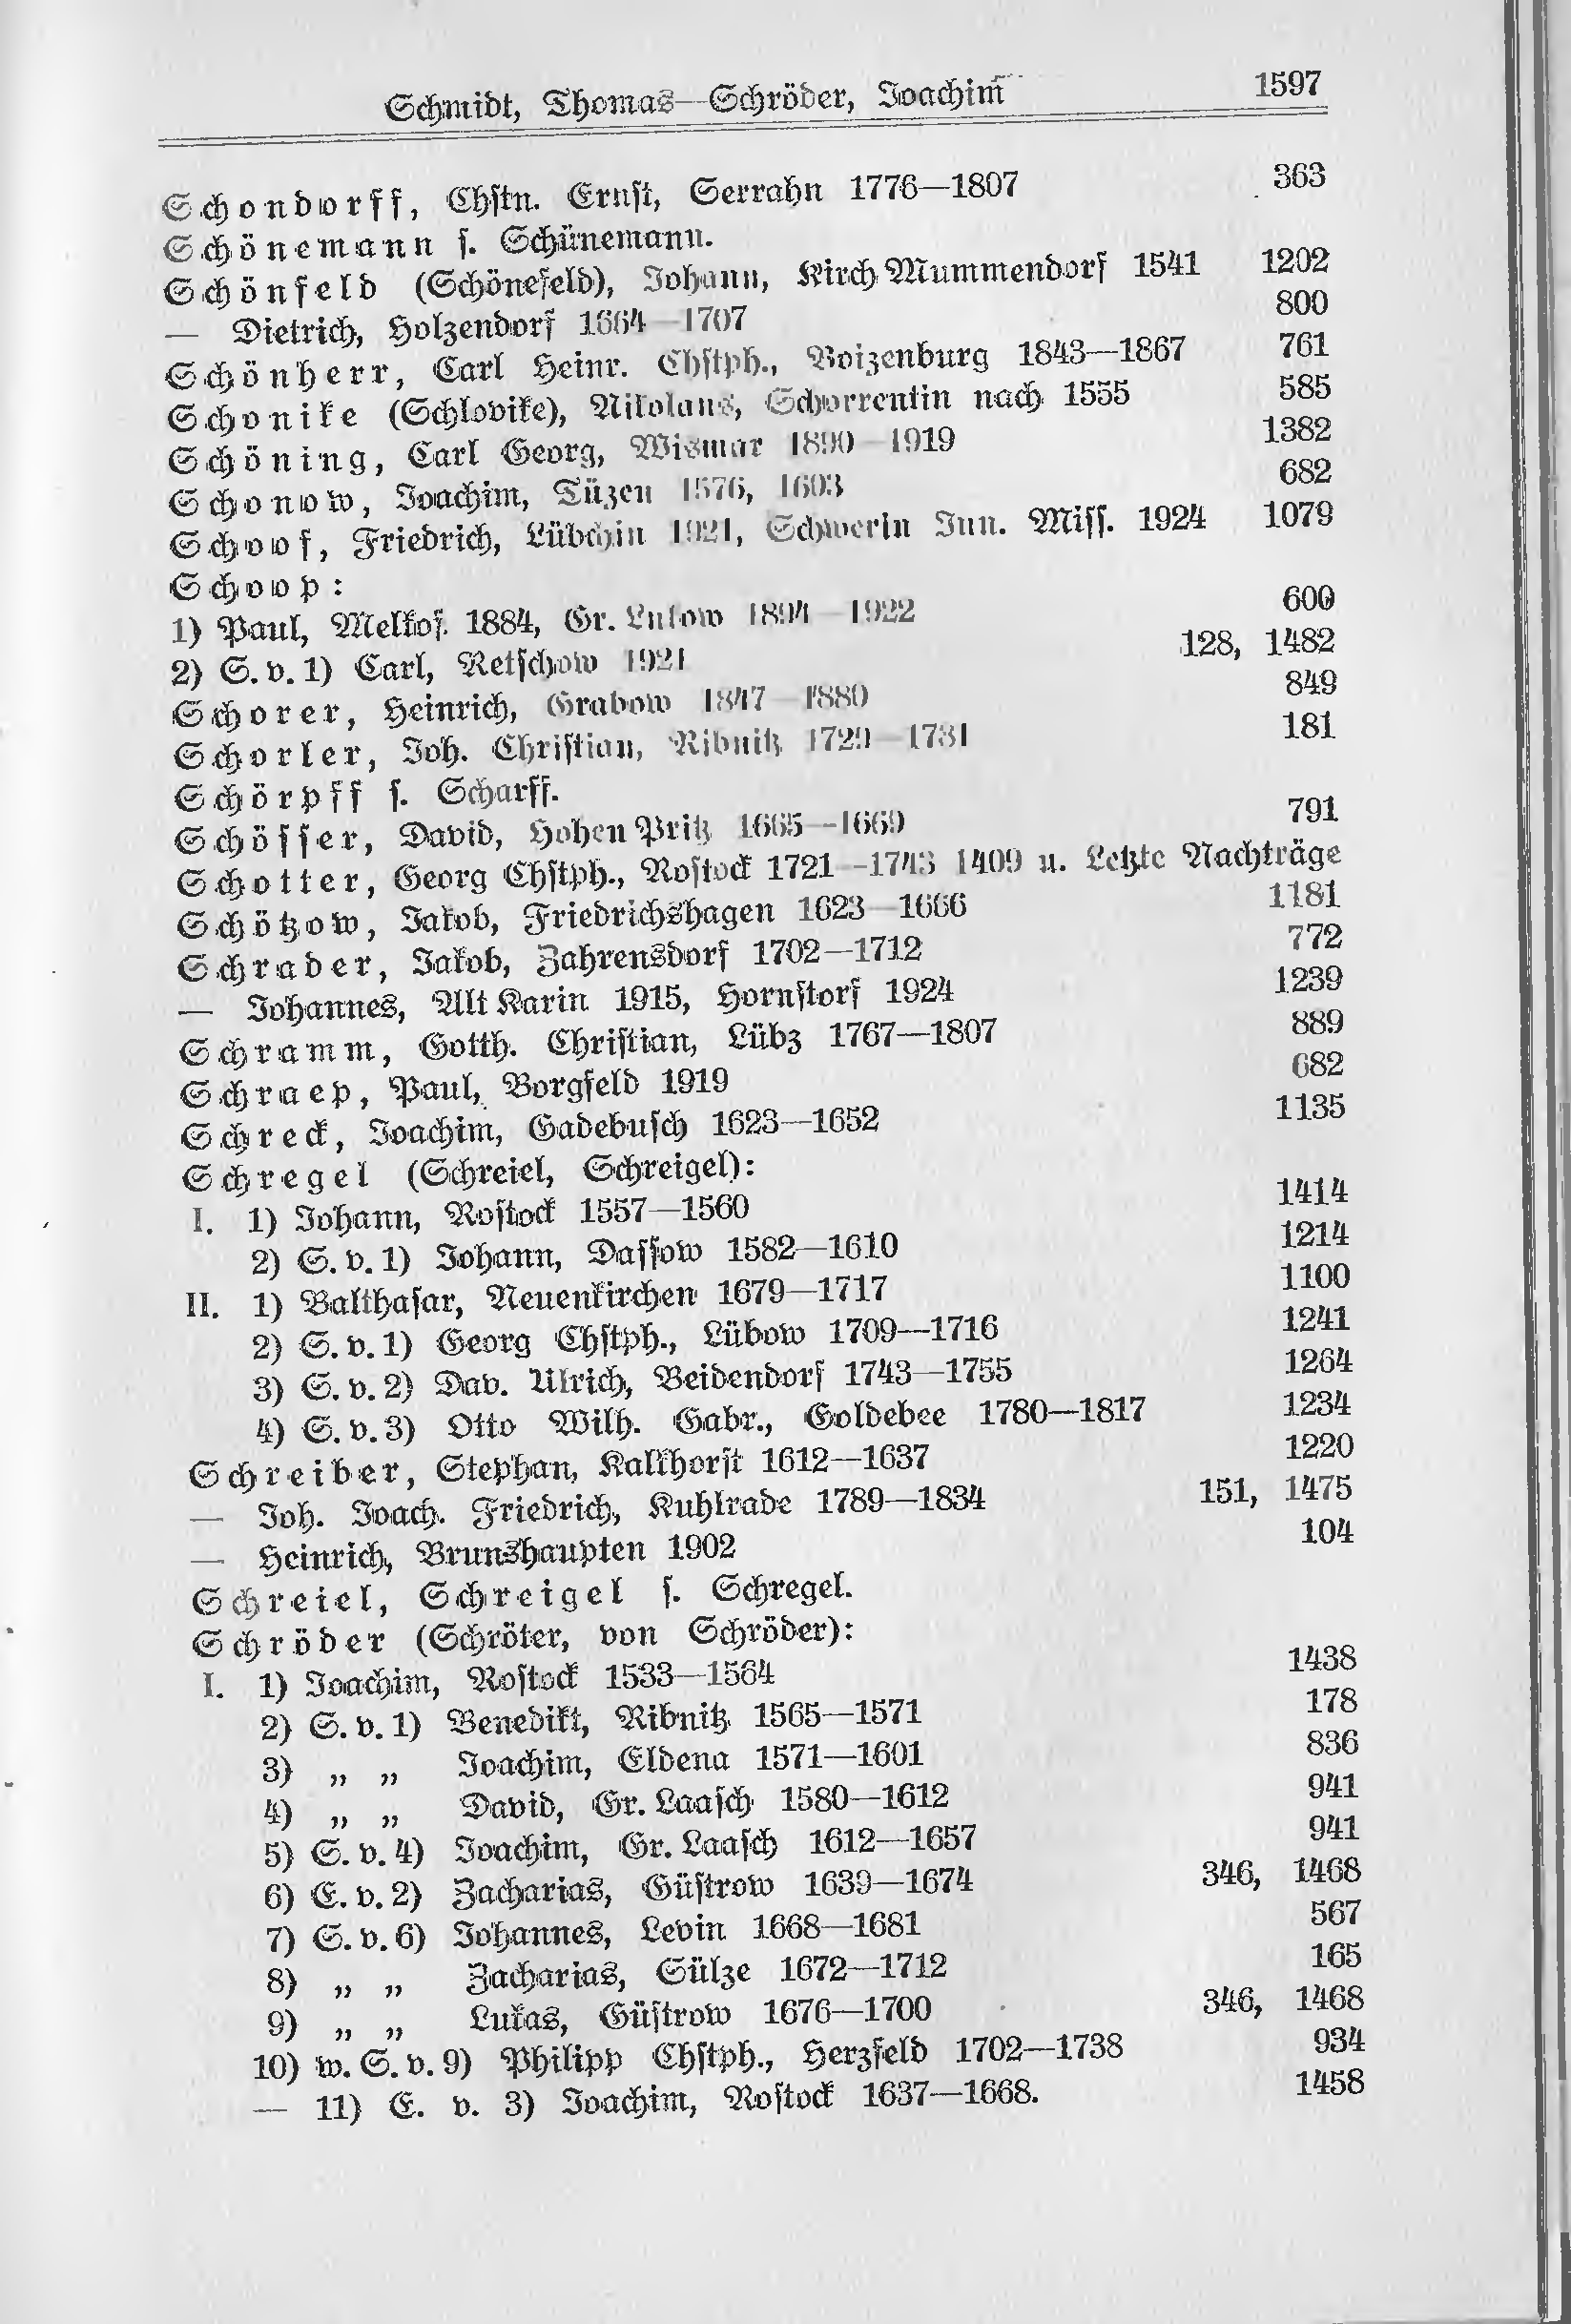 Schmidt, Thomas—Schröder, Joachim 1597
Schondorff, Chstn. Ernst, Serrahn 1776—1807 363
Schönemann s. Schünemann.
Schönfeld (Schönefeld), Johann, Kirch Mummendorf 1541 1202
— Dietrich, Holzendorf 1664—1707 800
Schönherr, Carl Heinr. Chstph., Boizenburg 1843—1867 761
Schonike (Schlovike), Nikolaus, Schorrentin nach 1555 585
Schöning, Carl Georg, Wismar 1890—1919 1382
Schonow, Joachim, Tüzen 1576, 1603 682
Schoof, Friedrich, Lübchin 1921, Schwerin Inn. Miss. 1924 1079
Schoop:
1) Paul, Melkof 1884, Gr. Lukow 1894—1922 600
2) S. v. 1) Carl, Retschow 1921 128, 1482
Schorer, Heinrich, Grabow 1847—1880 849
Schorler, Joh. Christian, Ribnitz 1729—1731 181
Schörpff s. Scharff.
Schösser, David, Hohen Pritz 1665—1669 791
Schotter, Georg Chstph., Rostock 1721—1743 1409 u. Letzte Nachträge
Schötzow, Jakob, Friedrichshagen 1623—1666 1181
Schrader, Jakob, Zahrensdorf 1702—1712 772
— Johannes, Alt Karin 1915, Hornstorf 1924 1239
Schramm, Gotth. Christian, Lübz 1767—1807 889
Schraep, Paul, Borgfeld 1919 682
Schreck, Joachim, Gadebusch 1623—1652 1135
Schregel (Schreiel, Schreigel):
I. 1) Johann, Rostock 1557—1560 1414
2) S. v. 1) Johann, Dassow 1582—1610 1214
II. 1) Balthasar, Neuenkirchen 1679—1717 1100
2) S. v. 1) Georg Chstph., Lübow 1709—1716 1241
3) S. v. 2) Dav. Ulrich, Beidendorf 1743—1755 1264
4) S. v. 3) Otto Wilh. Gabr., Goldebee 1780—1817 1234
Schreiber, Stephan, Kalkhorst 1612—1637 1220
— Joh. Joach. Friedrich, Kuhlrade 1789—1834 151, 1475
— Heinrich, Brunshaupten 1902 104
Schreiel, Schreigel s. Schregel.
Schröder (Schröter, von Schröder):
I. 1) Joachim, Rostock 1533—1564 1438
2) S. v. 1) Benedikt, Ribnitz 1565—1571 178
3) „ „ Joachim, Eldena 1571—1601 836
4) „ „ David, Gr. Laasch 1580—1612 941
5) S. v. 4) Joachim, Gr. Laasch 1612—1657 941
6) E. v. 2) Zacharias, Güstrow 1639—1674 346, 1468
7) S. v. 6) Johannes, Levin 1668—1681 567
8) „ „ Zacharias, Sülze 1672—1712 165
9) „ „ Lukas, Güstrow 1676—1700 346, 1468
10) w. S. v. 9) Philipp Chstph., Herzfeld 1702—1738 934
— 11) E. v. 3) Joachim, Rostock 1637—1668. 1458